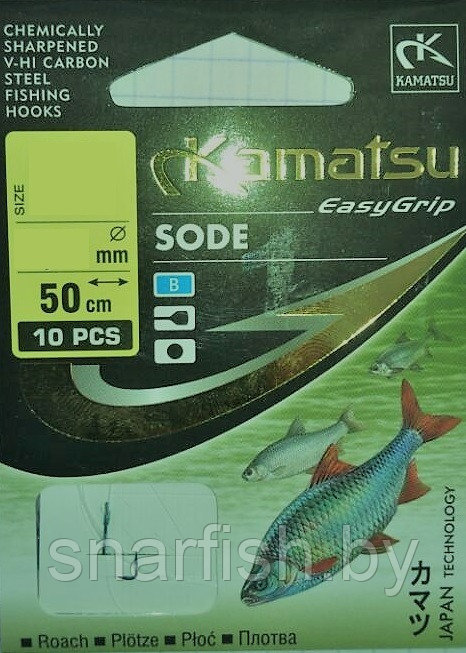 CHEMICALLY
SHARPENED
V-HI CARBON
STEEL
FISHING
HOOKS
KAMATSU
Kamatsu
EasyGrip
SIZE
Ø
mm
50 cm
10 PCS
SODE
B
snarfish.by
カマツ
JAPAN TECHNOLOGY
Roach ▪ Plötze ▪ Płoć ▪ Плотва